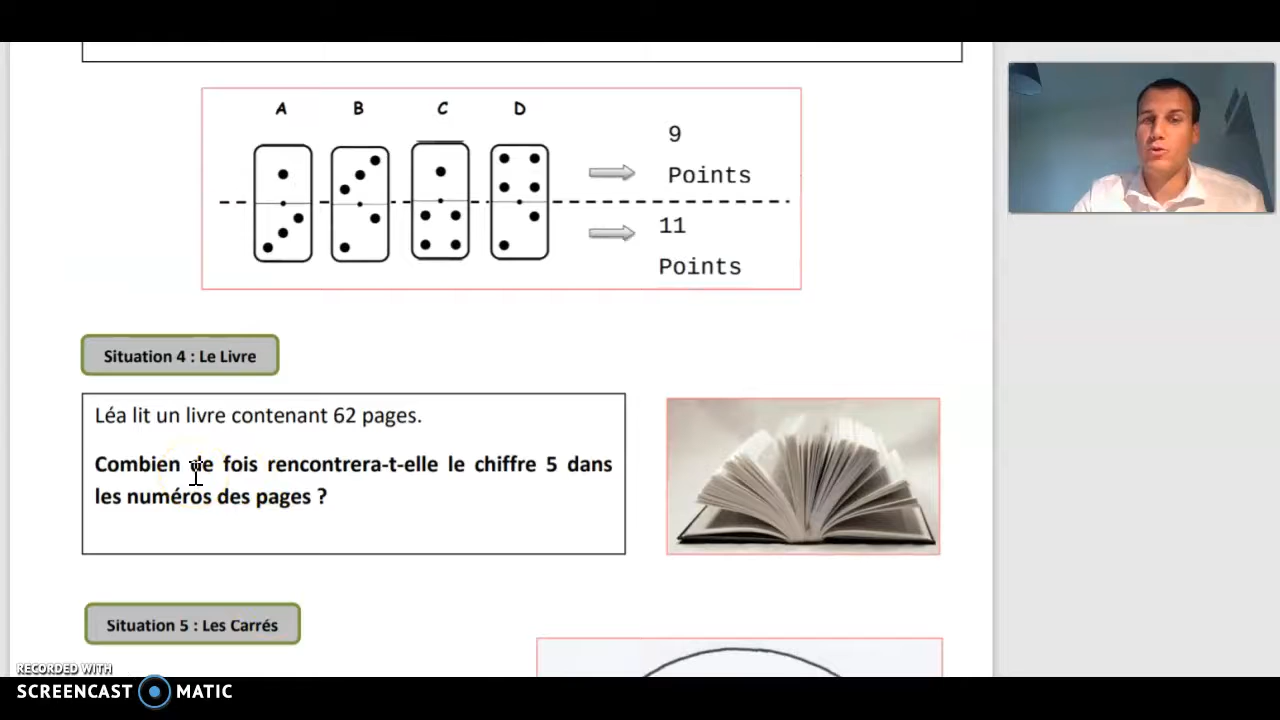 A B C D
9
Points
11
Points
Situation 4 : Le Livre
Léa lit un livre contenant 62 pages.
Combien de fois rencontrera-t-elle le chiffre 5 dans
les numéros des pages ?
Situation 5 : Les Carrés
RECORDED WITH
SCREENCAST MATIC